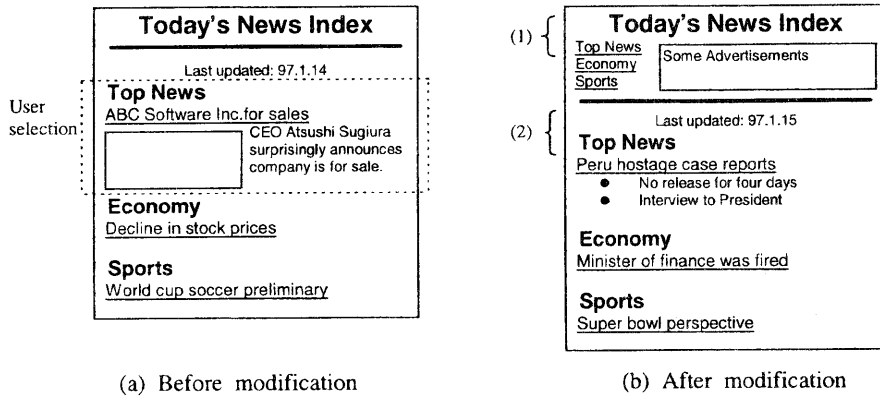 Today's News Index
Last updated: 97.1.14
User
selection
Top News
ABC Software Inc.for sales
CEO Atsushi Sugiura
surprisingly announces
company is for sale.
Economy
Decline in stock prices
Sports
World cup soccer preliminary
(a) Before modification
Today's News Index
(1)
Top News
Economy
Sports
Some Advertisements
Last updated: 97.1.15
(2)
Top News
Peru hostage case reports
• No release for four days
• Interview to President
Economy
Minister of finance was fired
Sports
Super bowl perspective
(b) After modification